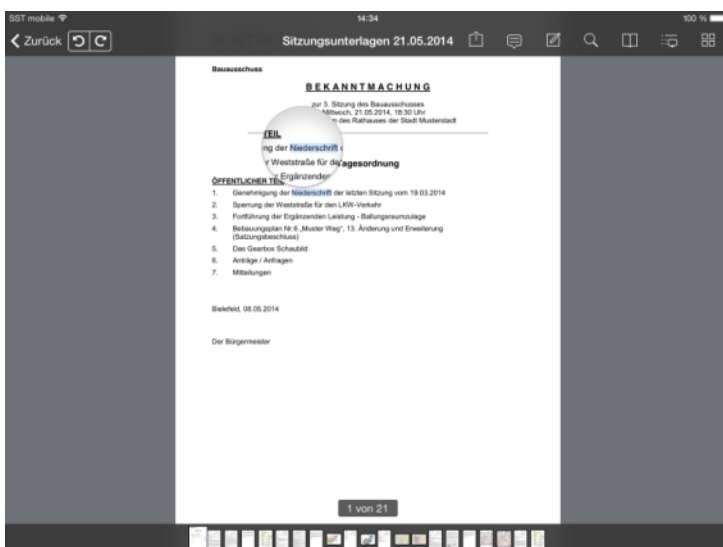 SST mobile 14:34 100 %
Zurück Sitzungsunterlagen 21.05.2014
Bauausschuss
BEKANNTMACHUNG
zur 3. Sitzung des Bauausschusses
Mittwoch, 21.05.2014, 18:30 Uhr
des Rathauses der Stadt Musterstadt
TEIL
ng der Niederschrift
r Weststraße für de
Ergänzenden
agesordnung
ÖFFENTLICHER TEIL
1. Genehmigung der Niederschrift der letzten Sitzung vom 19.03.2014
2. Sperrung der Weststraße für den LKW-Verkehr
3. Fortführung der Ergänzenden Leistung - Ballungsraumzulage
4. Bebauungsplan Nr.6 „Muster Weg", 13. Änderung und Erweiterung
(Satzungsbeschluss)
5. Das Gearbox Schaubild
6. Anträge / Anfragen
7. Mitteilungen
Bielefeld, 08.05.2014
Der Bürgermeister
1 von 21